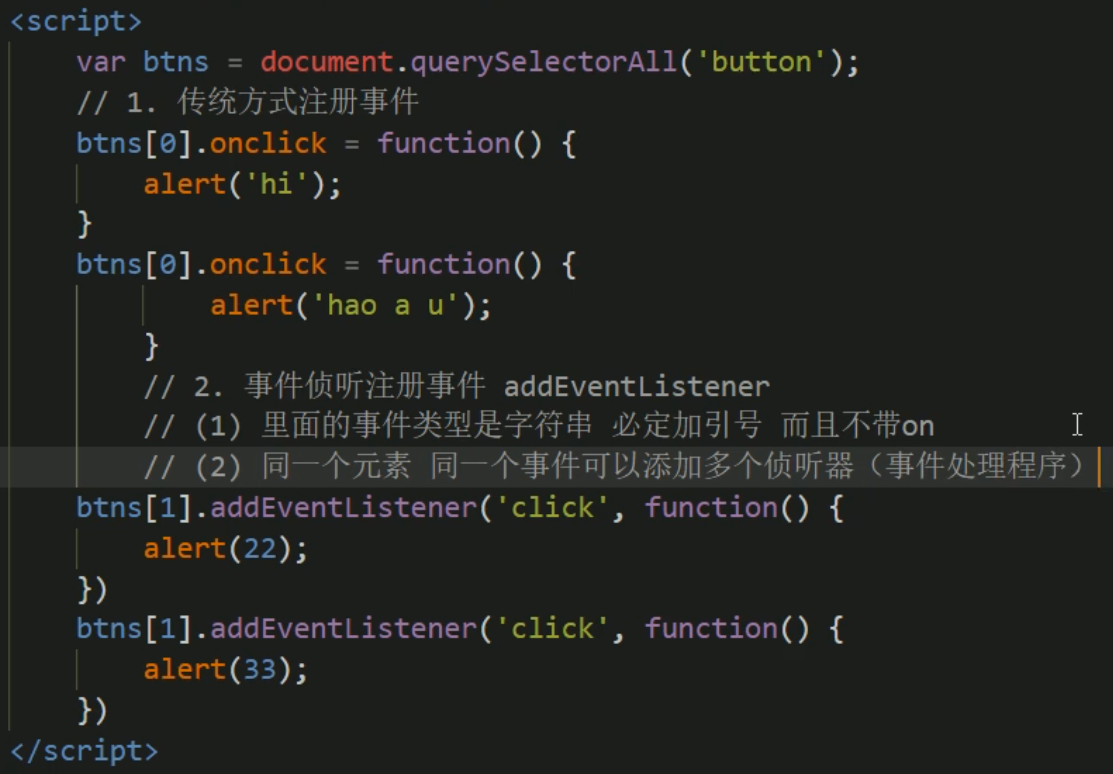 <script>
var btns = document.querySelectorAll('button');
// 1. 传统方式注册事件
btns[0].onclick = function() {
alert('hi');
}
btns[0].onclick = function() {
alert('hao a u');
}
// 2. 事件侦听注册事件 addEventListener
// (1) 里面的事件类型是字符串 必定加引号 而且不带on
// (2) 同一个元素 同一个事件可以添加多个侦听器（事件处理程序）
btns[1].addEventListener('click', function() {
alert(22);
})
btns[1].addEventListener('click', function() {
alert(33);
})
</script>